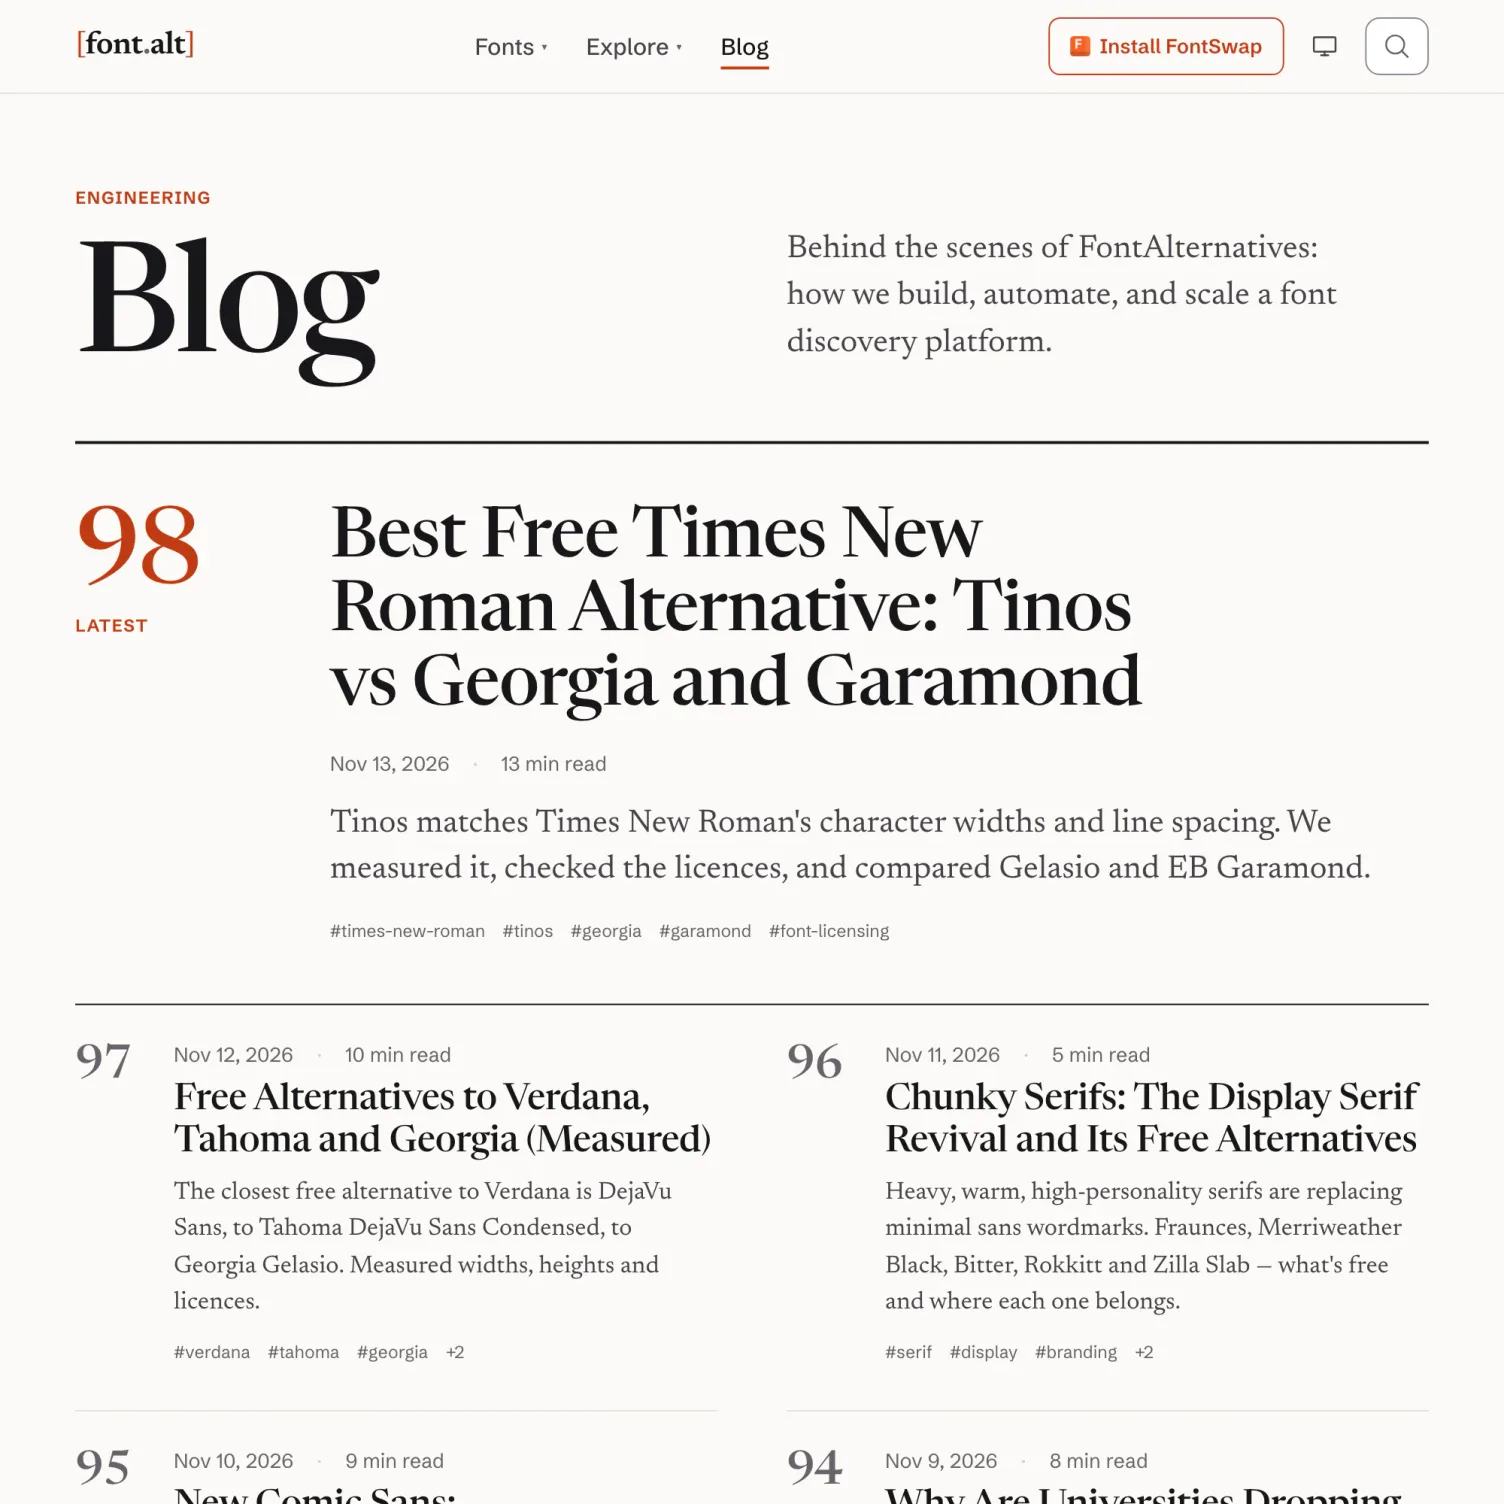 [font.alt]
Fonts ▾ Explore ▾ Blog
F Install FontSwap
ENGINEERING
Blog
Behind the scenes of FontAlternatives:
how we build, automate, and scale a font
discovery platform.
98
LATEST
Best Free Times New
Roman Alternative: Tinos
vs Georgia and Garamond
Nov 13, 2026 · 13 min read
Tinos matches Times New Roman's character widths and line spacing. We
measured it, checked the licences, and compared Gelasio and EB Garamond.
#times-new-roman #tinos #georgia #garamond #font-licensing
97
Nov 12, 2026 · 10 min read
Free Alternatives to Verdana,
Tahoma and Georgia (Measured)
The closest free alternative to Verdana is DejaVu
Sans, to Tahoma DejaVu Sans Condensed, to
Georgia Gelasio. Measured widths, heights and
licences.
#verdana #tahoma #georgia +2
96
Nov 11, 2026 · 5 min read
Chunky Serifs: The Display Serif
Revival and Its Free Alternatives
Heavy, warm, high-personality serifs are replacing
minimal sans wordmarks. Fraunces, Merriweather
Black, Bitter, Rokkitt and Zilla Slab — what's free
and where each one belongs.
#serif #display #branding +2
95
Nov 10, 2026 · 9 min read
New Comic Sans:
94
Nov 9, 2026 · 8 min read
Why Are Universities Dropping